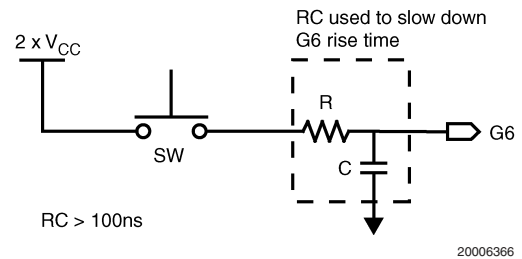 RC used to slow down
G6 rise time
2 x VCC
R
G6
SW
C
RC > 100ns
20006366